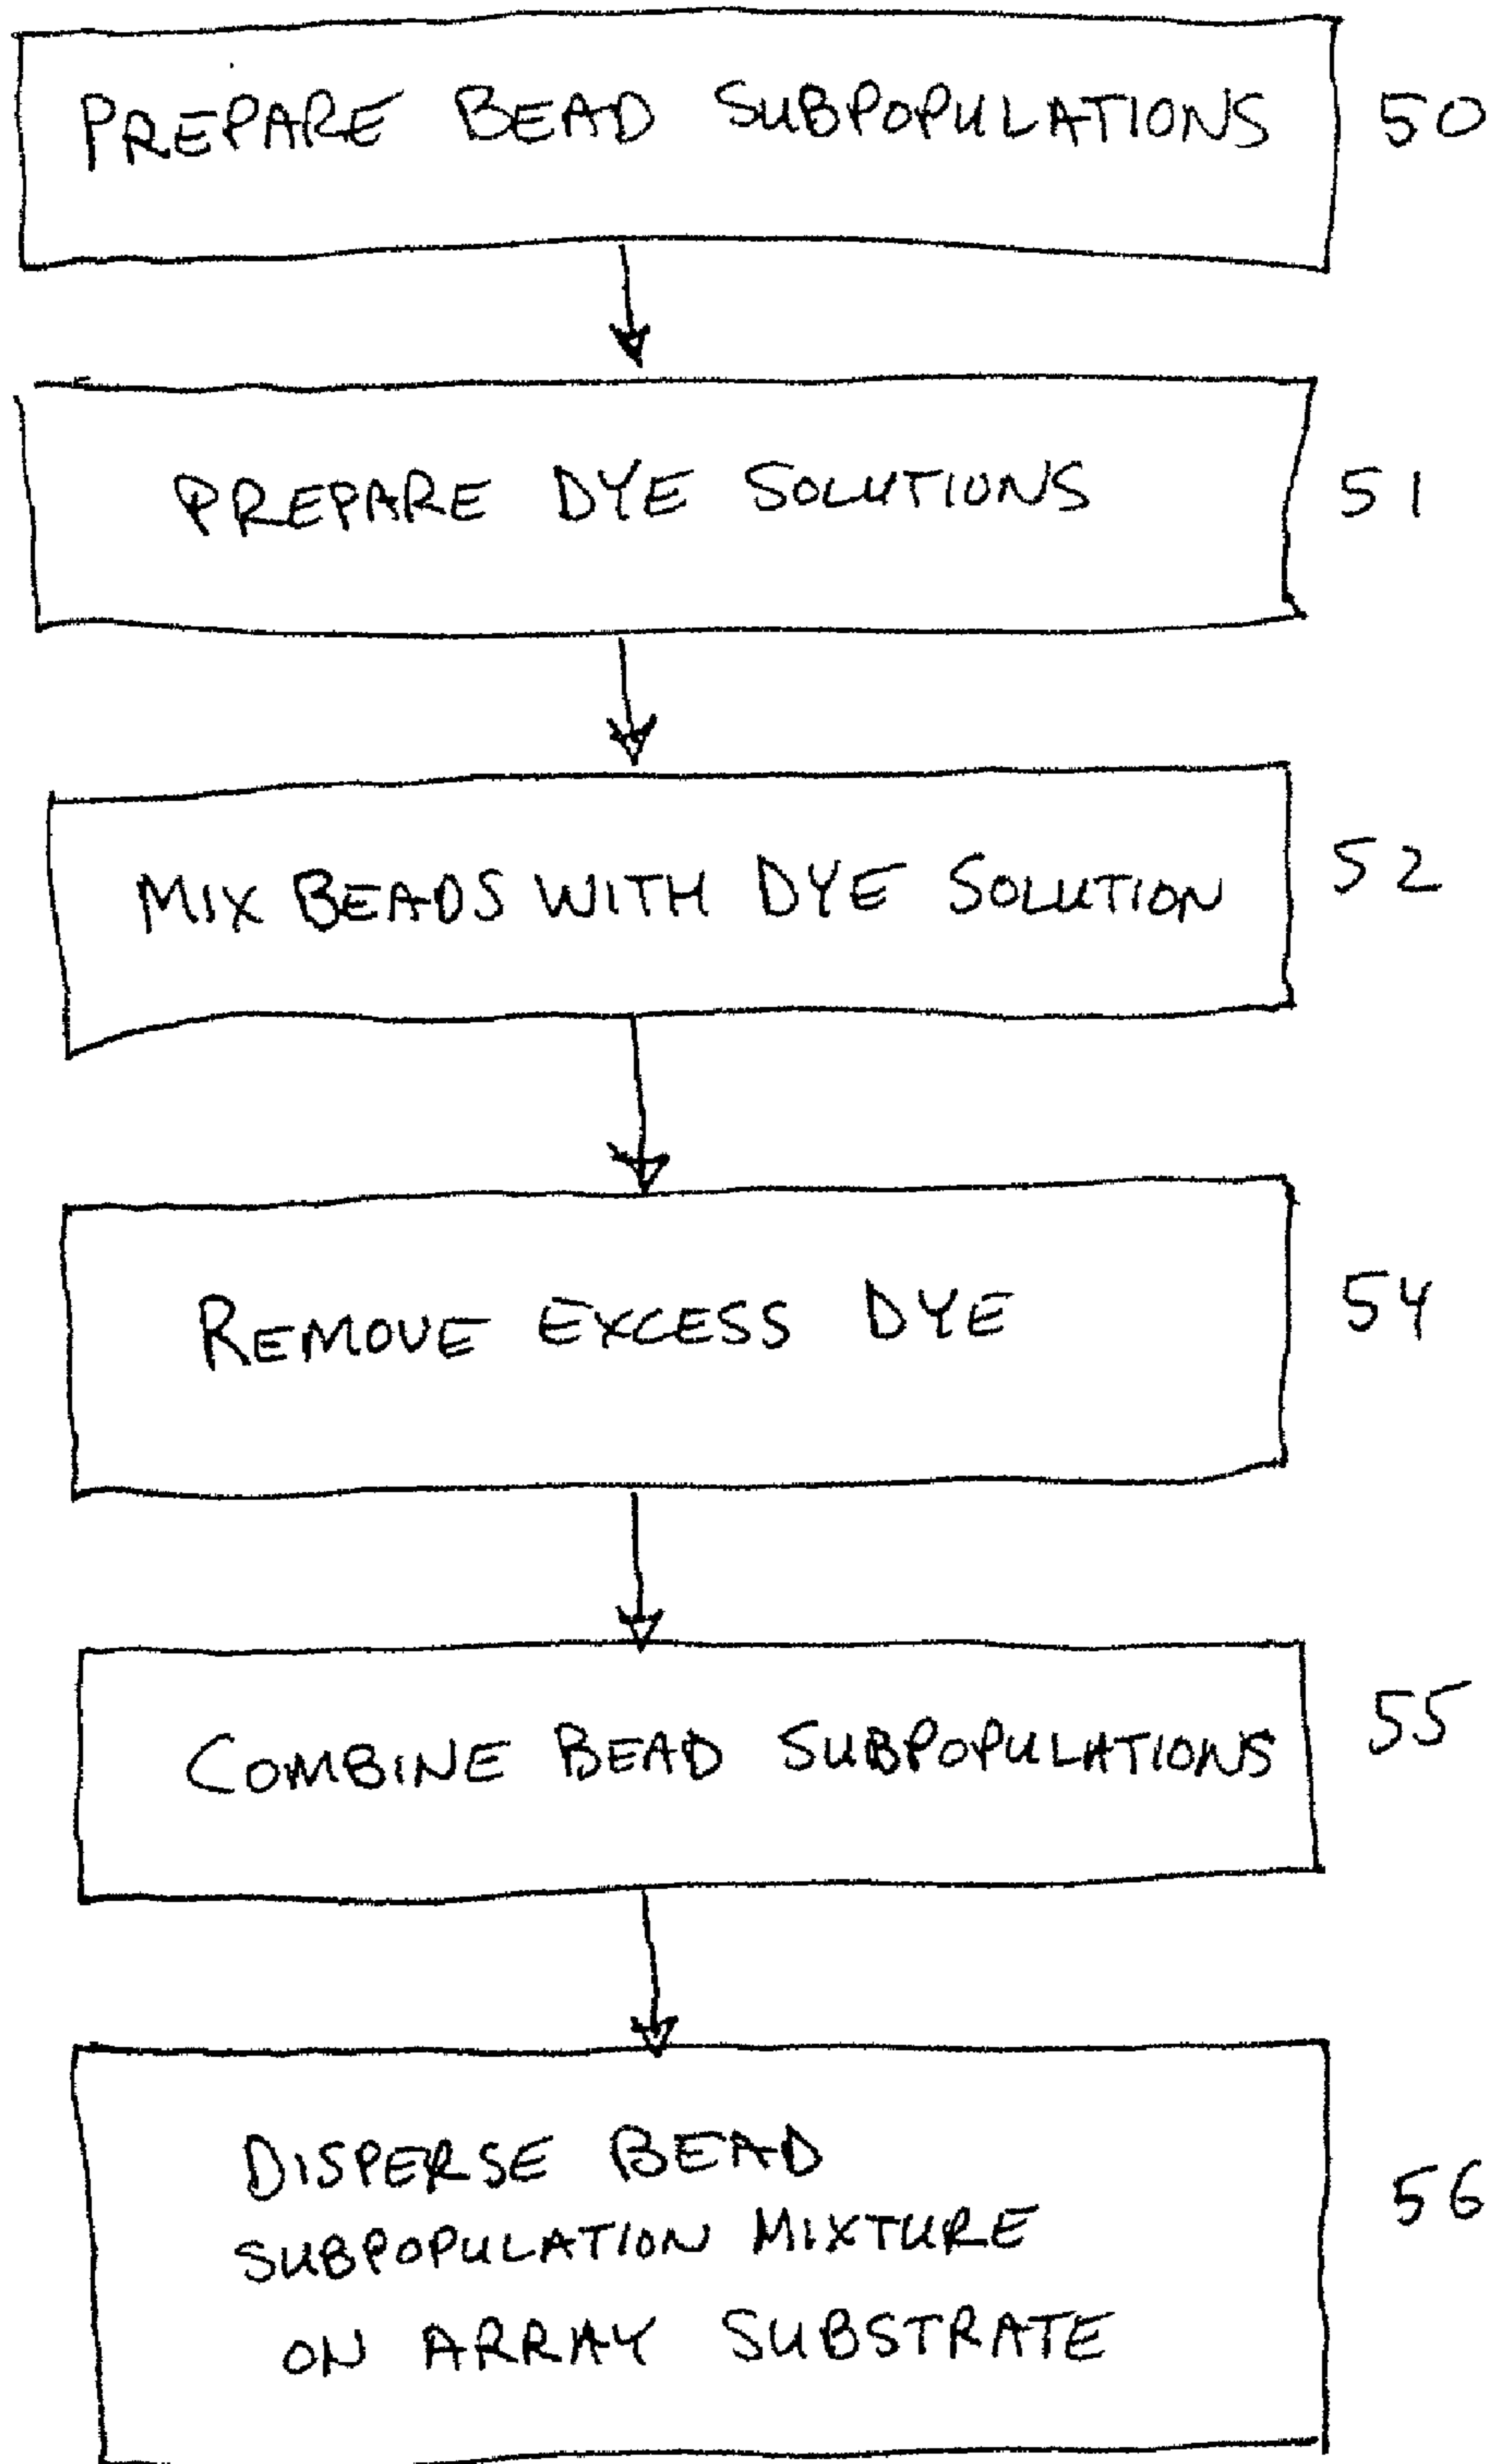 PREPARE BEAD SUBPOPULATIONS 50
PREPARE DYE SOLUTIONS 51
MIX BEADS WITH DYE SOLUTION 52
REMOVE EXCESS DYE 54
COMBINE BEAD SUBPOPULATIONS 55
DISPERSE BEAD
SUBPOPULATION MIXTURE 56
ON ARRAY SUBSTRATE